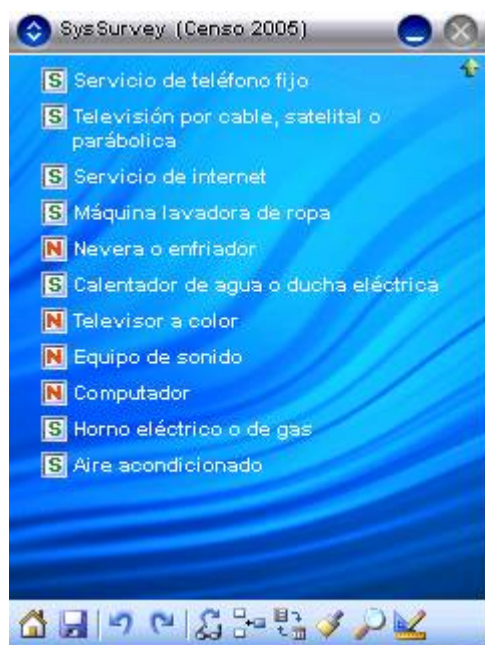 SysSurvey (Censo 2005)
S Servicio de teléfono fijo
S Televisión por cable, satelital o
parábolica
S Servicio de internet
S Máquina lavadora de ropa
N Nevera o enfriador
S Calentador de agua o ducha eléctrica
N Televisor a color
N Equipo de sonido
N Computador
S Horno eléctrico o de gas
S Aire acondicionado